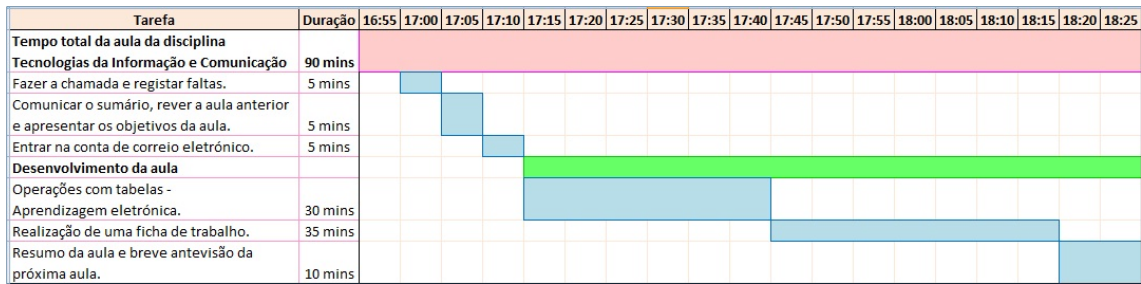 Tarefa Duração 16:55 17:00 17:05 17:10 17:15 17:20 17:25 17:30 17:35 17:40 17:45 17:50 17:55 18:00 18:05 18:10 18:15 18:20 18:25
Tempo total da aula da disciplina
Tecnologias da Informação e Comunicação 90 mins
Fazer a chamada e registar faltas. 5 mins
Comunicar o sumário, rever a aula anterior
e apresentar os objetivos da aula. 5 mins
Entrar na conta de correio eletrónico. 5 mins
Desenvolvimento da aula
Operações com tabelas -
Aprendizagem eletrónica. 30 mins
Realização de uma ficha de trabalho. 35 mins
Resumo da aula e breve antevisão da
próxima aula. 10 mins